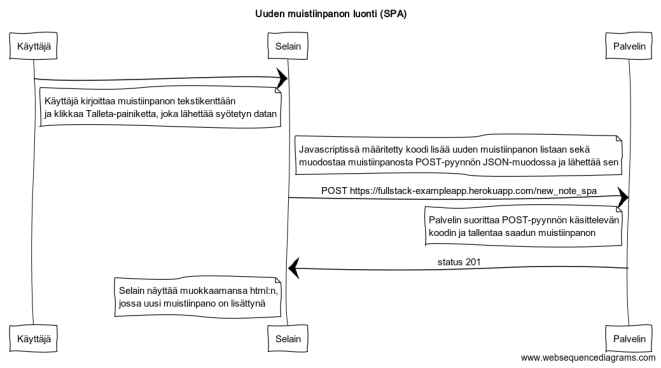 Uuden muistiinpanon luonti (SPA)
Käyttäjä
Selain
Palvelin
Käyttäjä kirjoittaa muistiinpanon tekstikenttään
ja klikkaa Talleta-painiketta, joka lähettää syötetyn datan
Javascriptissä määritetty koodi lisää uuden muistiinpanon listaan sekä
muodostaa muistiinpanosta POST-pyynnön JSON-muodossa ja lähettää sen
POST https://fullstack-exampleapp.herokuapp.com/new_note_spa
Palvelin suorittaa POST-pyynnön käsittelevän
koodin ja tallentaa saadun muistiinpanon
status 201
Selain näyttää muokkaamansa html:n,
jossa uusi muistiinpano on lisättynä
Käyttäjä
Selain
Palvelin
www.websequencediagrams.com